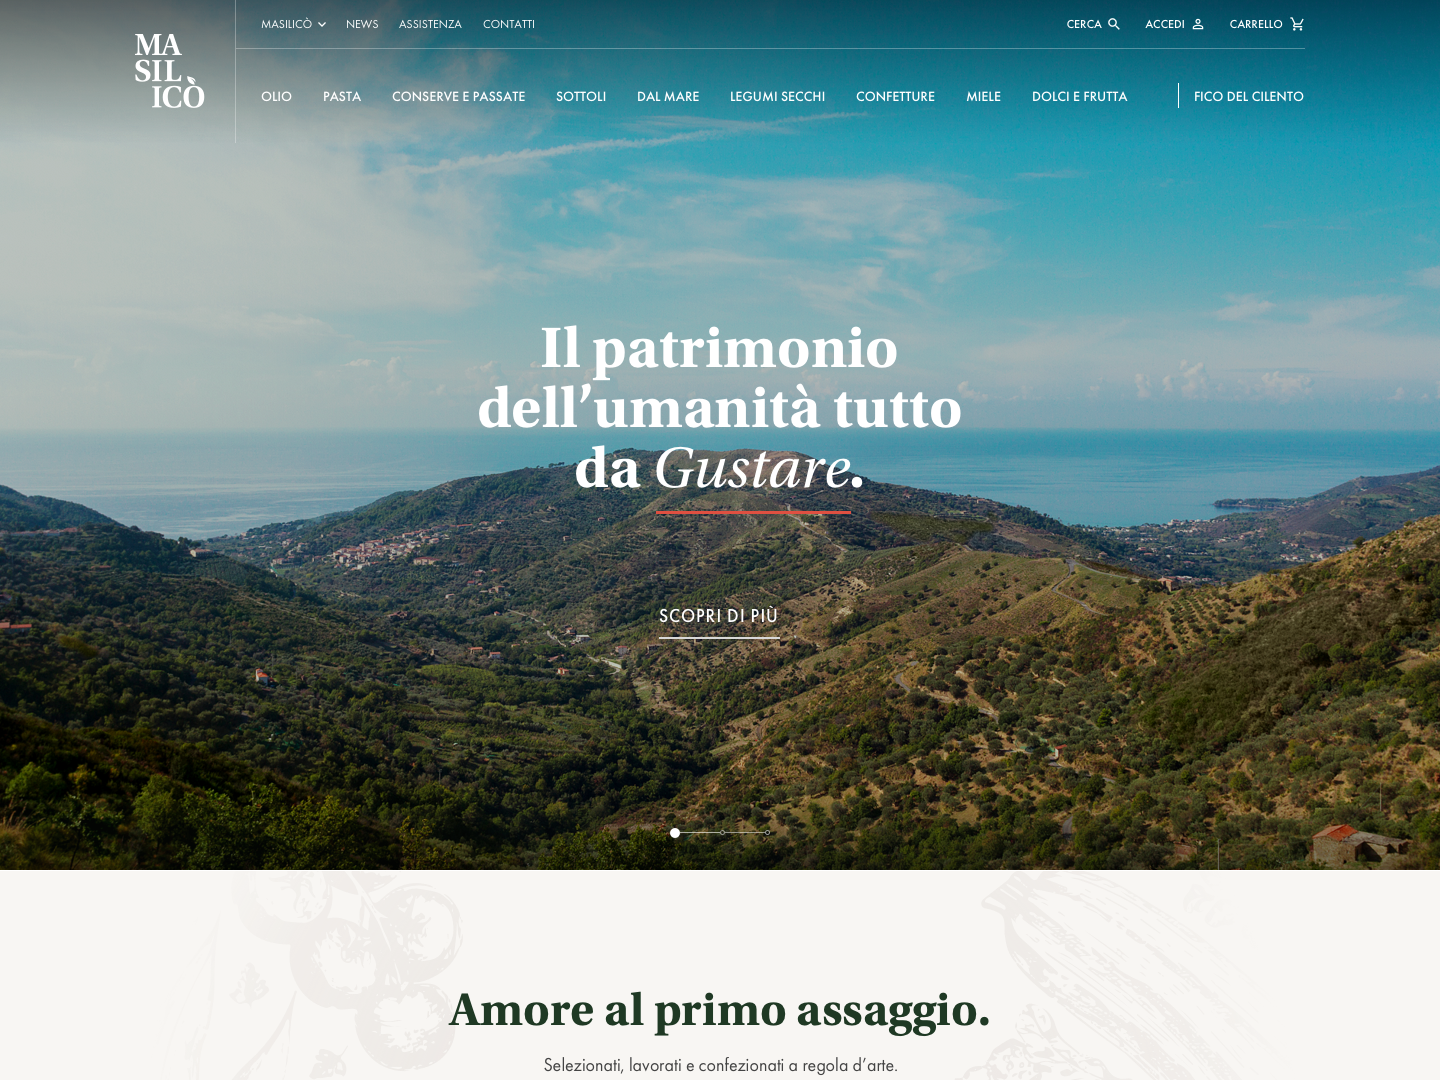 MA
SIL
ICÒ
MASILICÒ NEWS ASSISTENZA CONTATTI CERCA ACCEDI CARRELLO
OLIO PASTA CONSERVE E PASSATE SOTTOLI DAL MARE LEGUMI SECCHI CONFETTURE MIELE DOLCI E FRUTTA FICO DEL CILENTO
Il patrimonio
dell’umanità tutto
da Gustare.
SCOPRI DI PIÙ
Amore al primo assaggio.
Selezionati, lavorati e confezionati a regola d’arte.